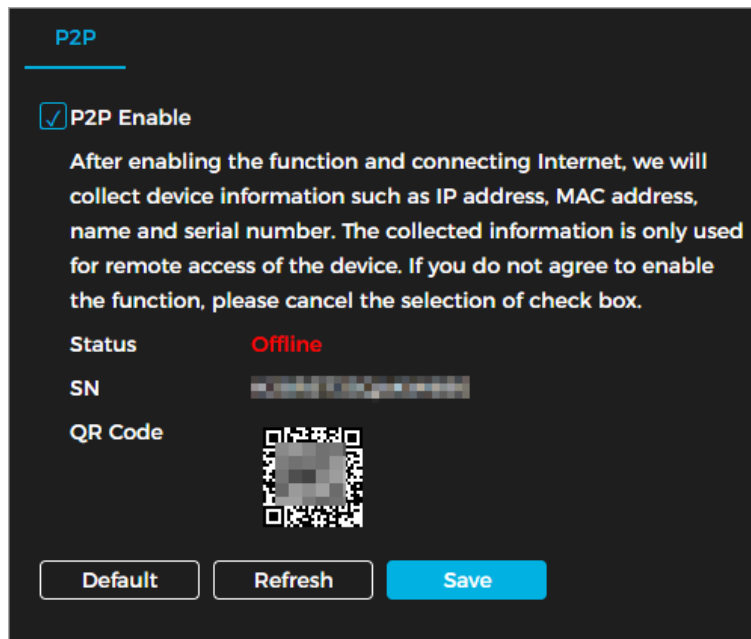 P2P
P2P Enable
After enabling the function and connecting Internet, we will
collect device information such as IP address, MAC address,
name and serial number. The collected information is only used
for remote access of the device. If you do not agree to enable
the function, please cancel the selection of check box.
Status Offline
SN
QR Code
Default Refresh Save